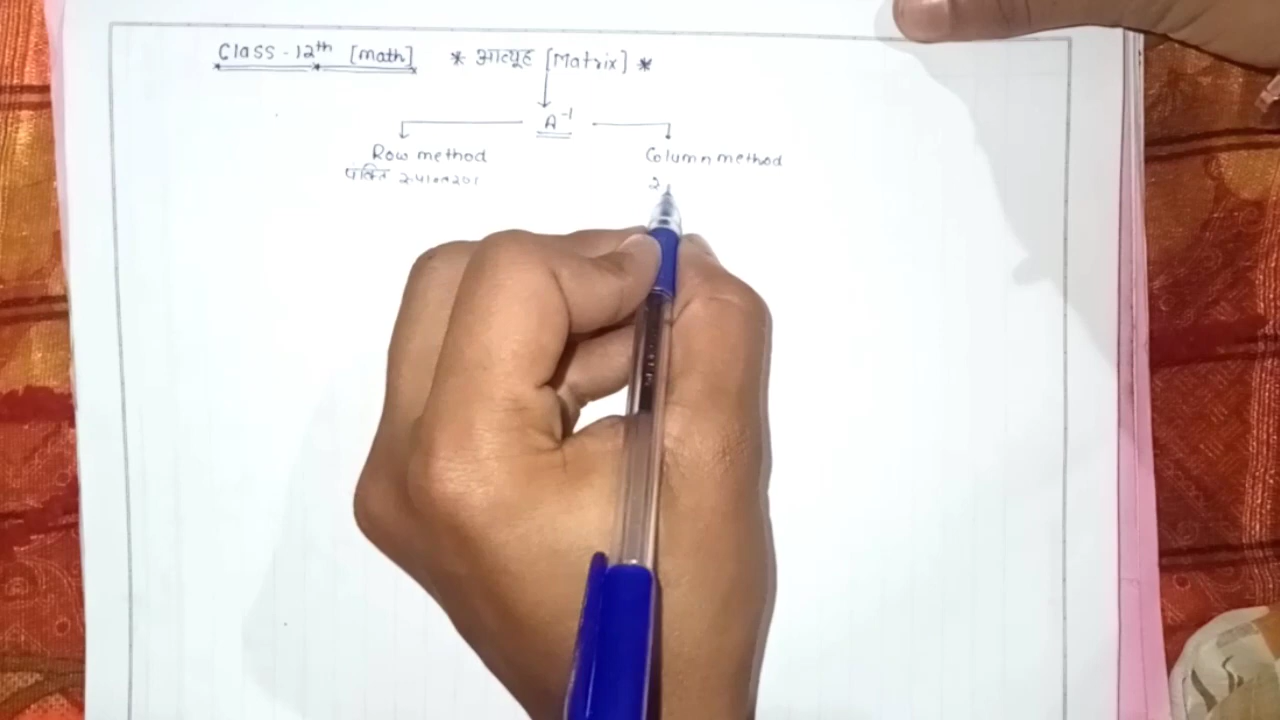 Class - 12th [math] * आव्यूह [Matrix] *
A⁻¹
Row method
Column method
पंक्ति रूपान्तरण